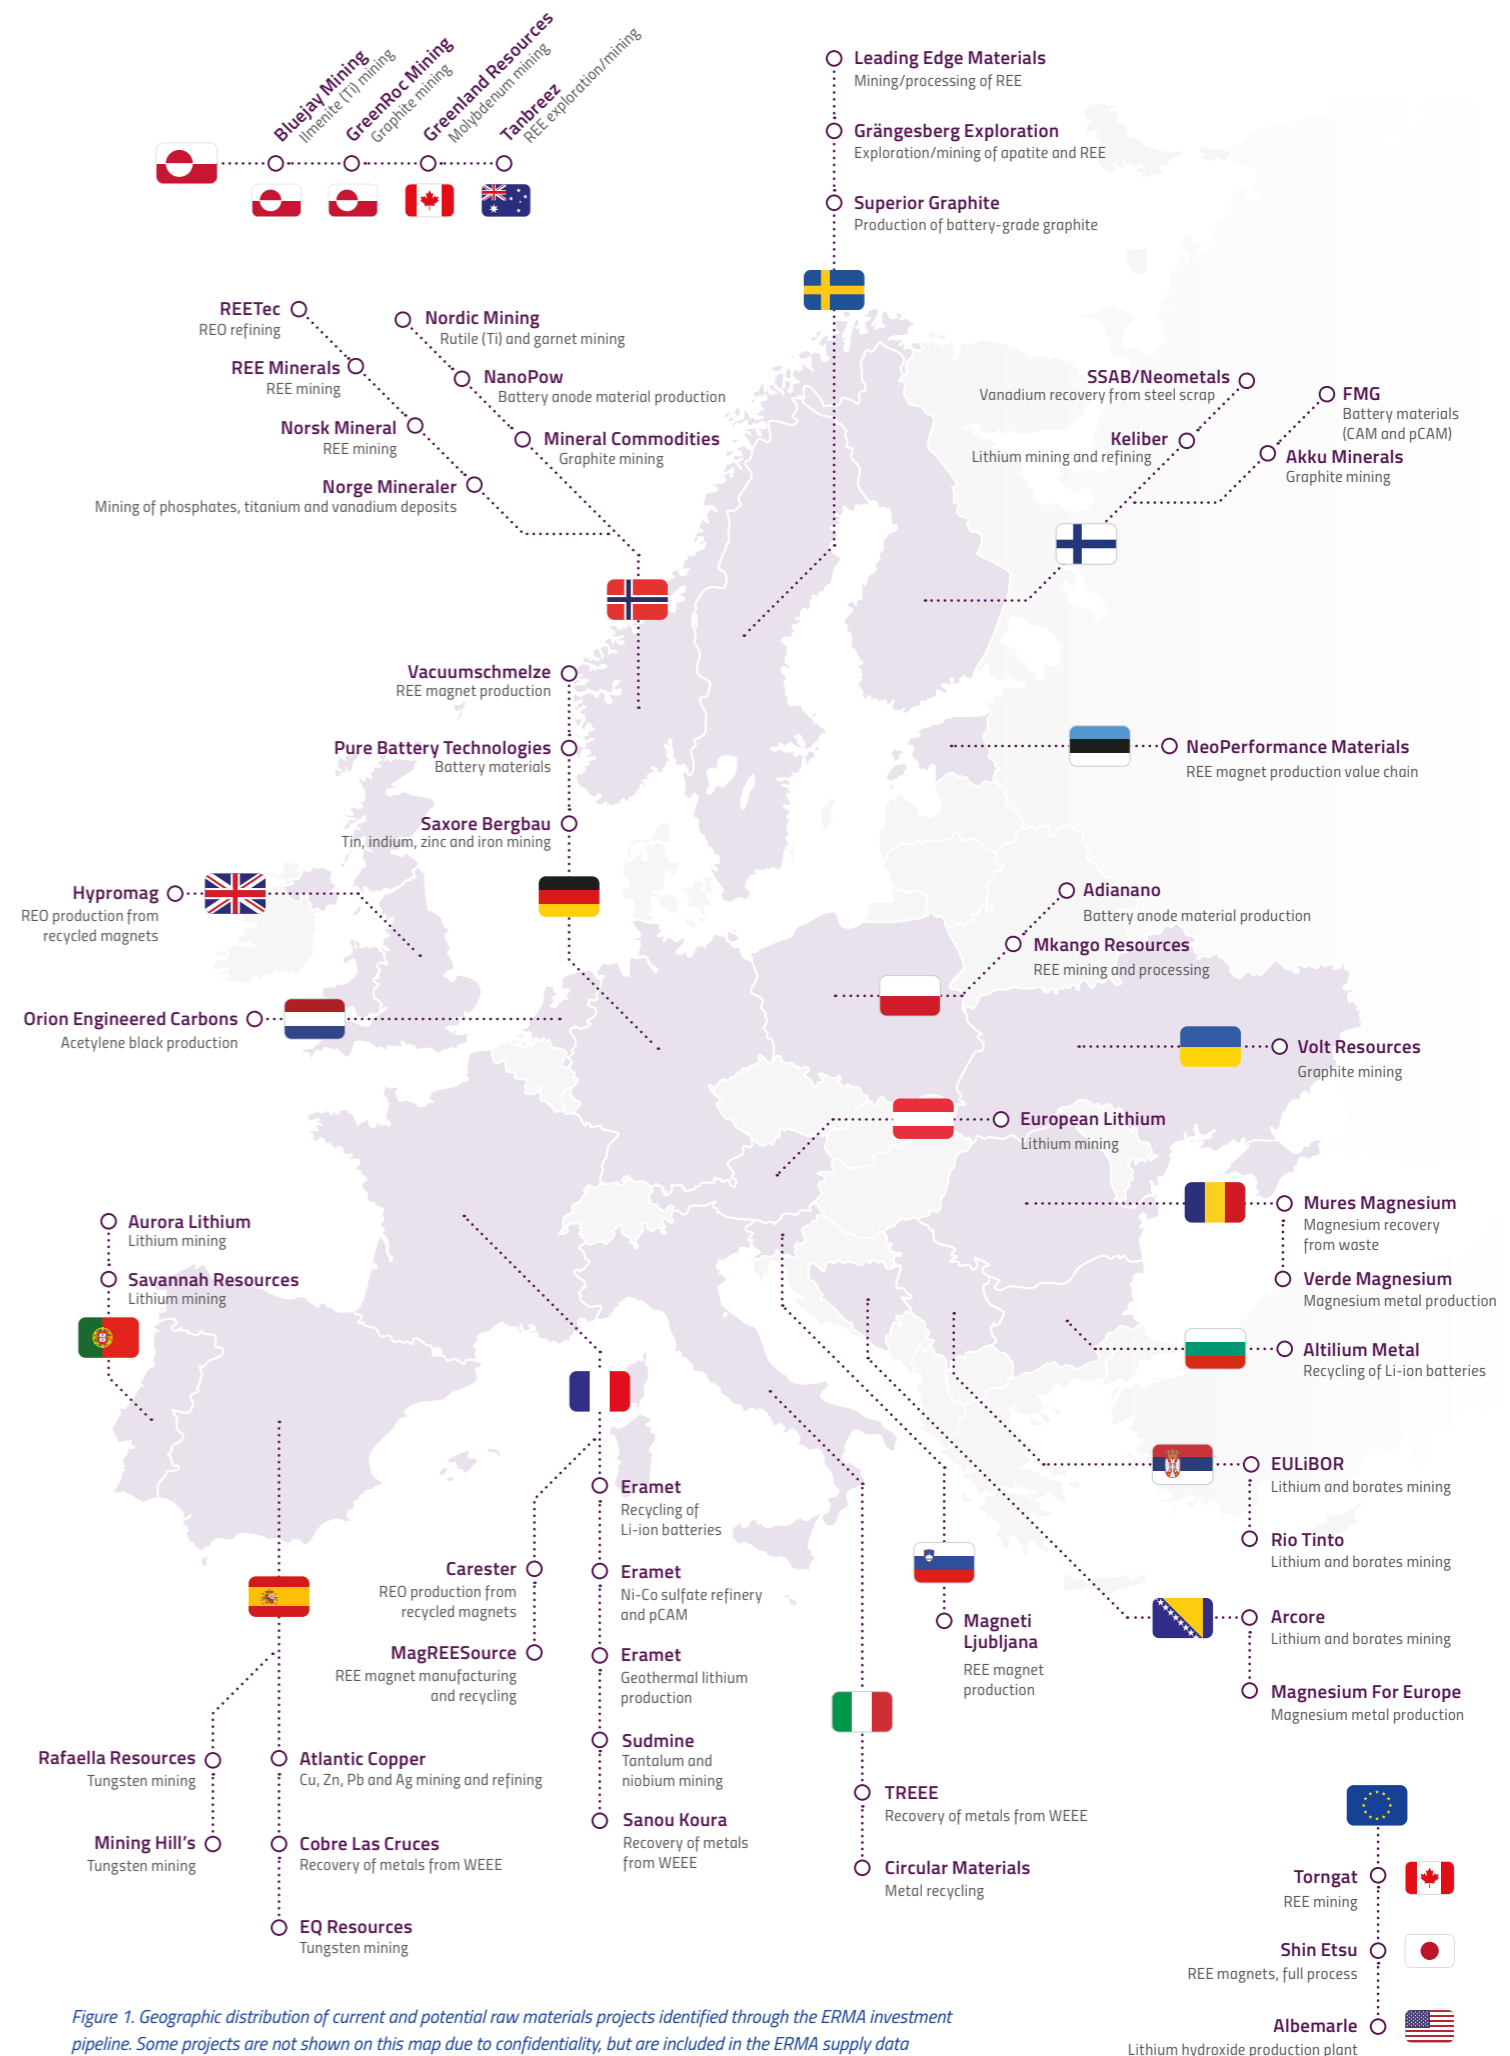 Bluejay Mining
Ilmenite (Ti) mining
GreenRoc Mining
Graphite mining
Greenland Resources
Molybdenum mining
Tanbreez
REE exploration/mining
Leading Edge Materials
Mining/processing of REE
Grängesberg Exploration
Exploration/mining of apatite and REE
Superior Graphite
Production of battery-grade graphite
REETec
REO refining
REE Minerals
REE mining
Norsk Mineral
REE mining
Norge Mineraler
Mining of phosphates, titanium and vanadium deposits
Nordic Mining
Rutile (Ti) and garnet mining
NanoPow
Battery anode material production
Mineral Commodities
Graphite mining
SSAB/Neometals
Vanadium recovery from steel scrap
Keliber
Lithium mining and refining
FMG
Battery materials
(CAM and pCAM)
Akku Minerals
Graphite mining
Vacuumschmelze
REE magnet production
Pure Battery Technologies
Battery materials
Saxore Bergbau
Tin, indium, zinc and iron mining
NeoPerformance Materials
REE magnet production value chain
Hypromag
REO production from
recycled magnets
Adianano
Battery anode material production
Mkango Resources
REE mining and processing
Orion Engineered Carbons
Acetylene black production
Volt Resources
Graphite mining
European Lithium
Lithium mining
Mures Magnesium
Magnesium recovery
from waste
Verde Magnesium
Magnesium metal production
Aurora Lithium
Lithium mining
Savannah Resources
Lithium mining
Altilium Metal
Recycling of Li-ion batteries
EULiBOR
Lithium and borates mining
Rio Tinto
Lithium and borates mining
Eramet
Recycling of
Li-ion batteries
Eramet
Ni-Co sulfate refinery
and pCAM
Eramet
Geothermal lithium
production
Sudmine
Tantalum and
niobium mining
Sanou Koura
Recovery of metals
from WEEE
Carester
REO production from
recycled magnets
MagREESource
REE magnet manufacturing
and recycling
Magneti
Ljubljana
REE magnet
production
Arcore
Lithium and borates mining
Magnesium For Europe
Magnesium metal production
Rafaella Resources
Tungsten mining
Mining Hill's
Tungsten mining
Atlantic Copper
Cu, Zn, Pb and Ag mining and refining
Cobre Las Cruces
Recovery of metals from WEEE
EQ Resources
Tungsten mining
TREEE
Recovery of metals from WEEE
Circular Materials
Metal recycling
Torngat
REE mining
Shin Etsu
REE magnets, full process
Albemarle
Lithium hydroxide production plant
Figure 1. Geographic distribution of current and potential raw materials projects identified through the ERMA investment
pipeline. Some projects are not shown on this map due to confidentiality, but are included in the ERMA supply data